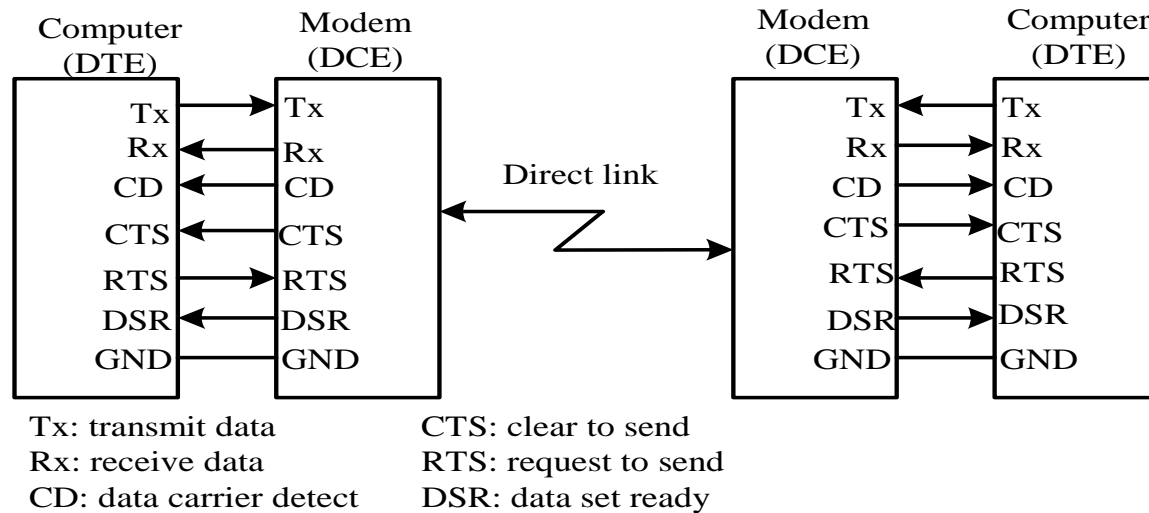 Computer
(DTE)
Modem
(DCE)
Modem
(DCE)
Computer
(DTE)
Tx Tx Tx Tx
Rx Rx Rx Rx
CD CD CD CD
Direct link
CTS CTS CTS CTS
RTS RTS RTS RTS
DSR DSR DSR DSR
GND GND GND GND
Tx: transmit data CTS: clear to send
Rx: receive data RTS: request to send
CD: data carrier detect DSR: data set ready